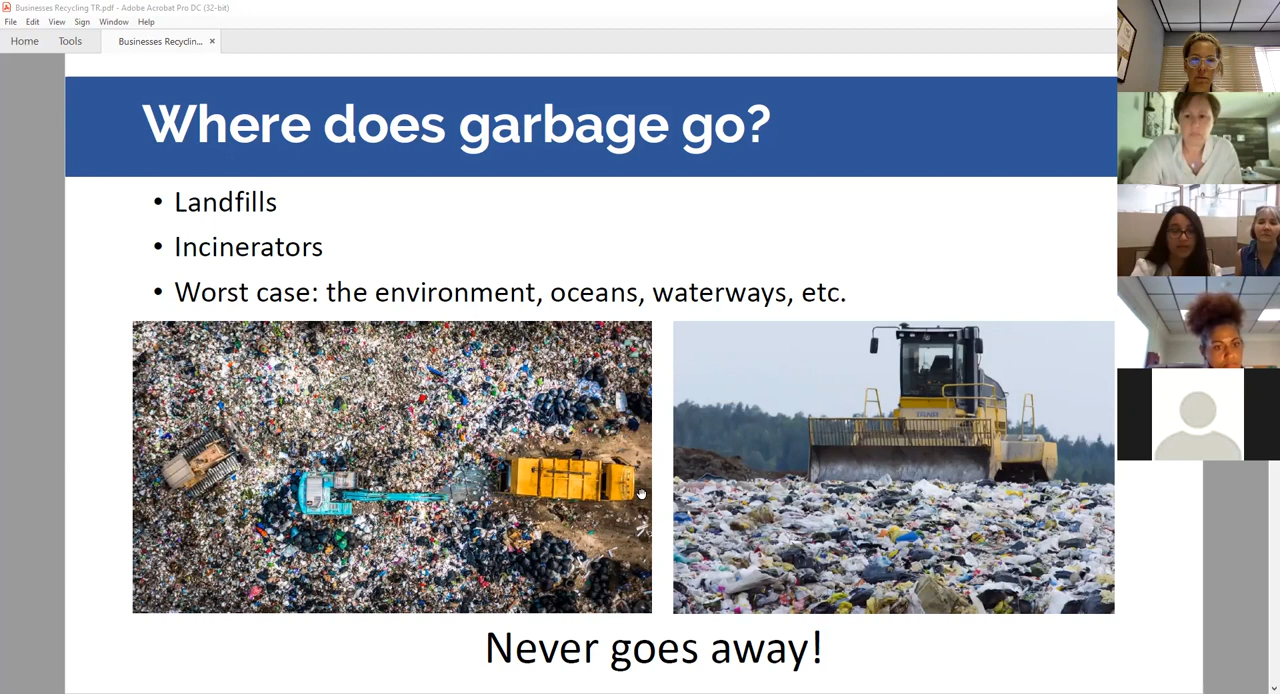 Businesses Recycling TR.pdf - Adobe Acrobat Pro DC (32-bit)
File Edit View Sign Window Help
Home Tools Businesses Recyclin... ×
Where does garbage go?
• Landfills
• Incinerators
• Worst case: the environment, oceans, waterways, etc.
TANA
Never goes away!